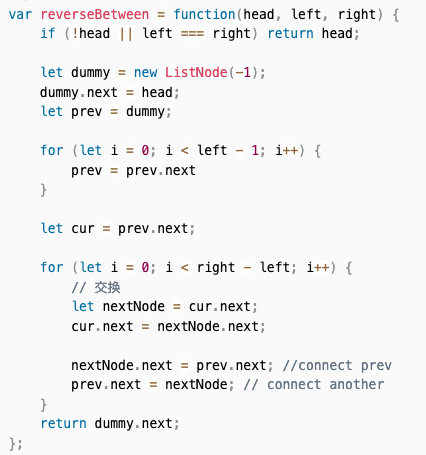 var reverseBetween = function(head, left, right) {
    if (!head || left === right) return head;

    let dummy = new ListNode(-1);
    dummy.next = head;
    let prev = dummy;

    for (let i = 0; i < left - 1; i++) {
        prev = prev.next
    }

    let cur = prev.next;

    for (let i = 0; i < right - left; i++) {
        // 交换
        let nextNode = cur.next;
        cur.next = nextNode.next;

        nextNode.next = prev.next; //connect prev
        prev.next = nextNode; // connect another
    }
    return dummy.next;
};